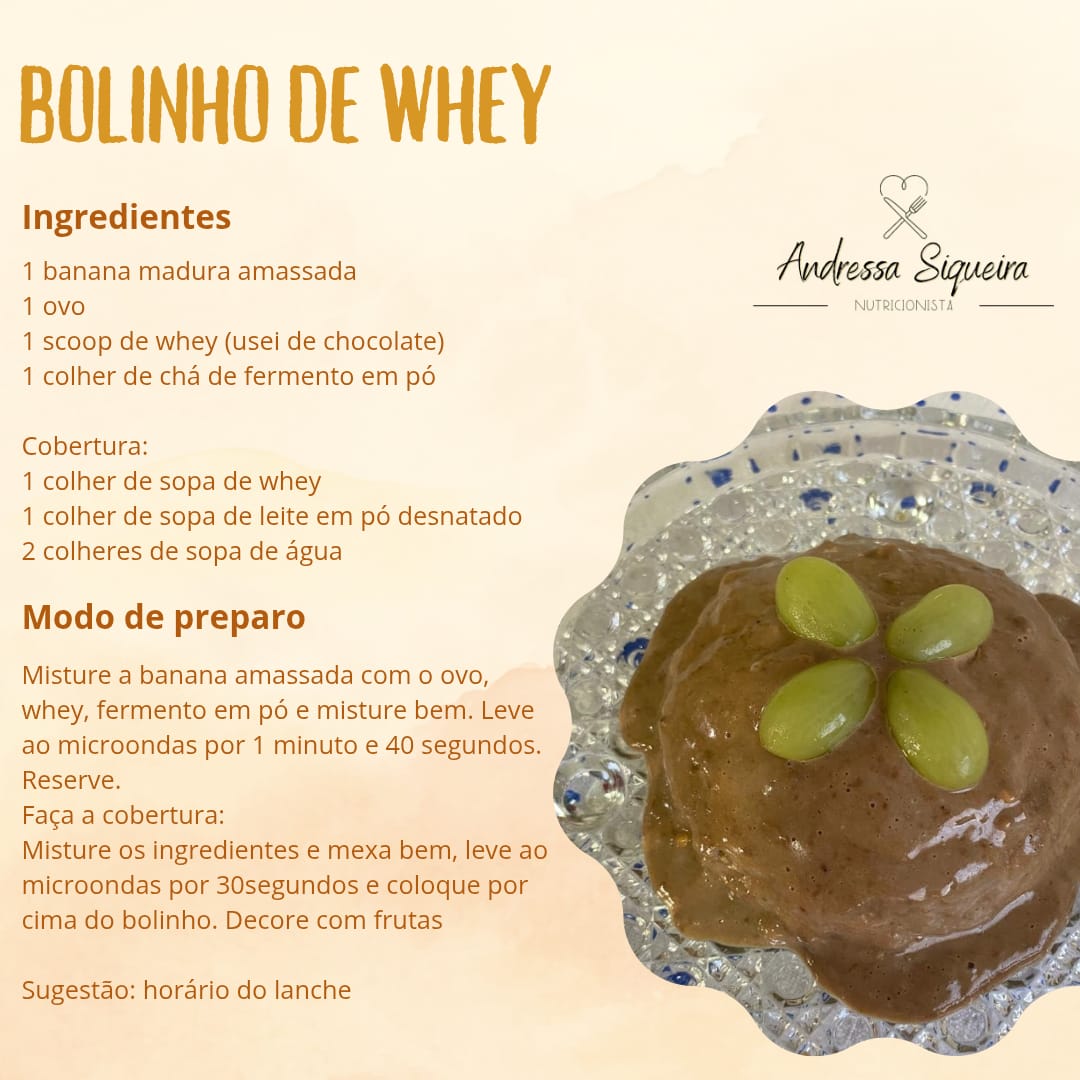 BOLINHO DE WHEY
Ingredientes
1 banana madura amassada
1 ovo
1 scoop de whey (usei de chocolate)
1 colher de chá de fermento em pó
Cobertura:
1 colher de sopa de whey
1 colher de sopa de leite em pó desnatado
2 colheres de sopa de água
Modo de preparo
Misture a banana amassada com o ovo,
whey, fermento em pó e misture bem. Leve
ao microondas por 1 minuto e 40 segundos.
Reserve.
Faça a cobertura:
Misture os ingredientes e mexa bem, leve ao
microondas por 30segundos e coloque por
cima do bolinho. Decore com frutas
Sugestão: horário do lanche
Andressa Siqueira
NUTRICIONISTA